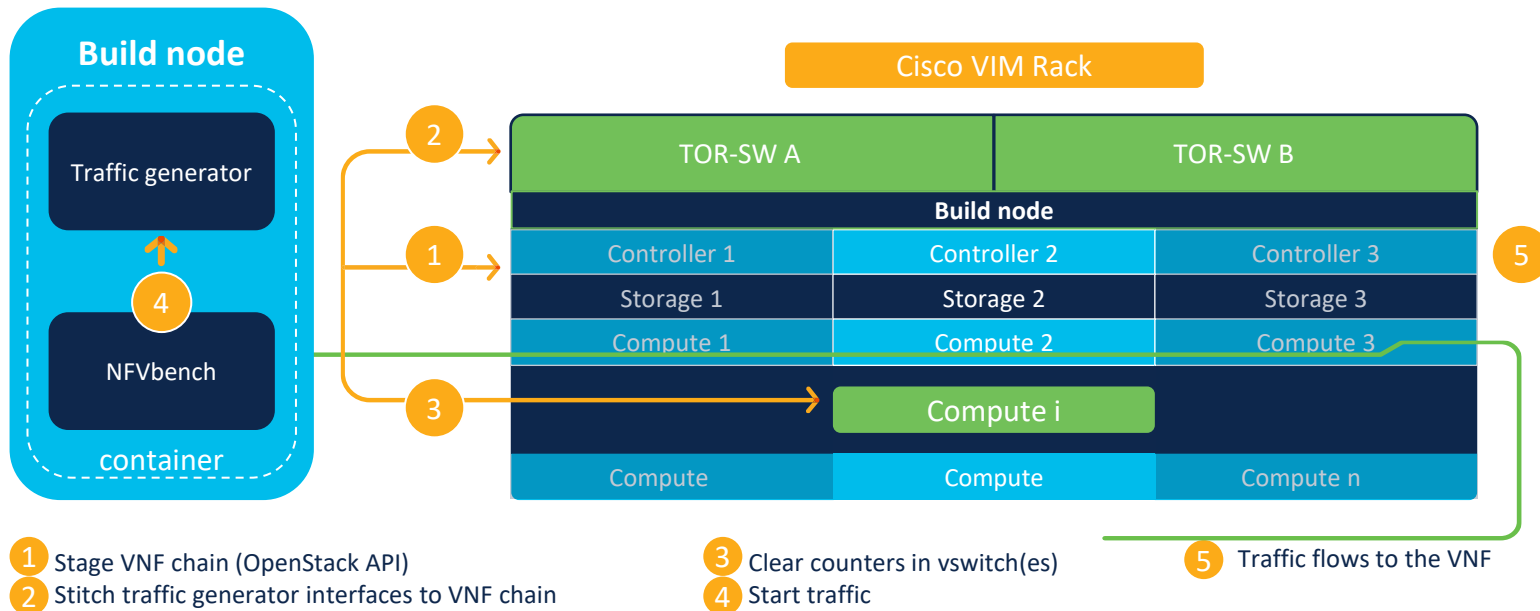 Build node
Traffic generator
4
NFVbench
container
2
1
3
Cisco VIM Rack
TOR-SW A TOR-SW B
Build node
Controller 1 Controller 2 Controller 3
Storage 1 Storage 2 Storage 3
Compute 1 Compute 2 Compute 3
Compute i
Compute Compute Compute n
5
1 Stage VNF chain (OpenStack API)
2 Stitch traffic generator interfaces to VNF chain
3 Clear counters in vswitch(es)
4 Start traffic
5 Traffic flows to the VNF